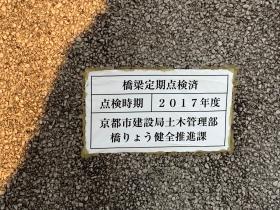 橋梁定期点検済
点検時期 2017年度
京都市建設局土木管理部
橋りょう健全推進課